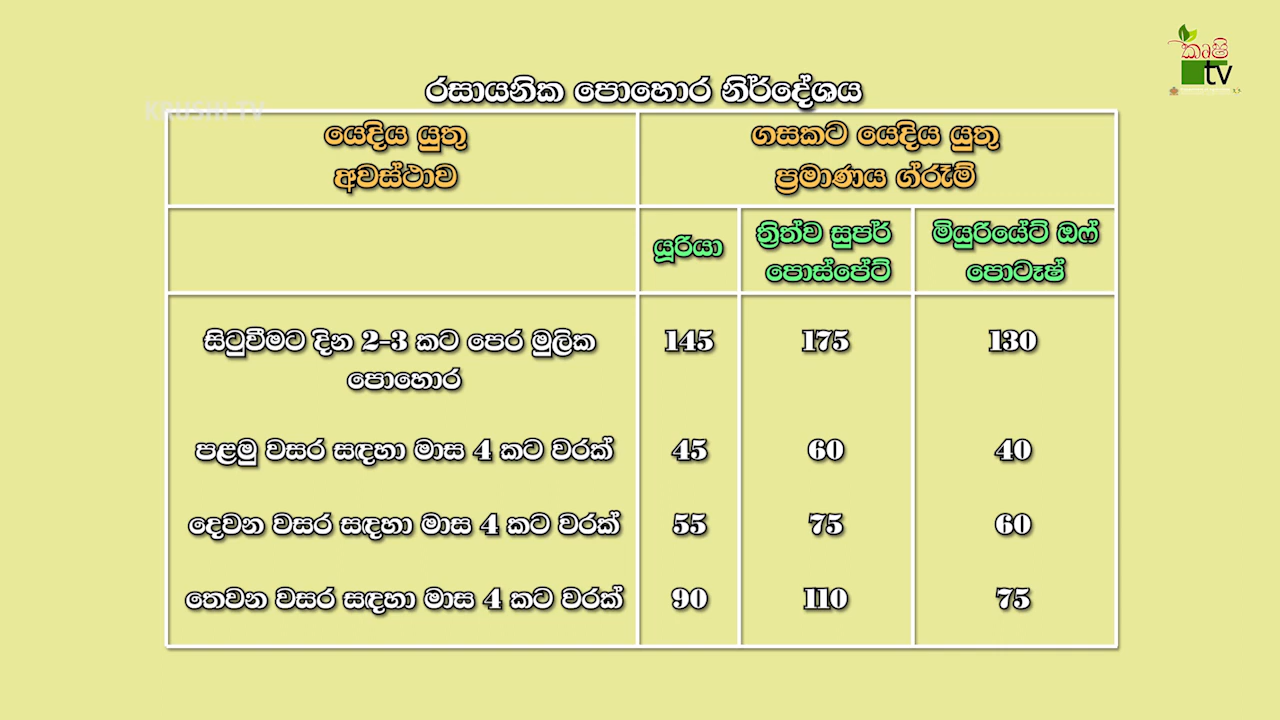 කෘෂි
tv
රසායනික පොහොර නිර්දේශය
KRUSHI TV
යෙදිය යුතු
අවස්ථාව
ගසකට යෙදිය යුතු
ප්‍රමාණය ග්රෑම්
යූරියා
ත්‍රිත්ව සුපර්
පොස්පේට්
මියුරියේට් ඔෆ්
පොටෑෂ්
සිටුවීමට දින 2-3 කට පෙර මුලික
පොහොර
145
175
130
පළමු වසර සඳහා මාස 4 කට වරක්
45
60
40
දෙවන වසර සඳහා මාස 4 කට වරක්
55
75
60
තෙවන වසර සඳහා මාස 4 කට වරක්
90
110
75